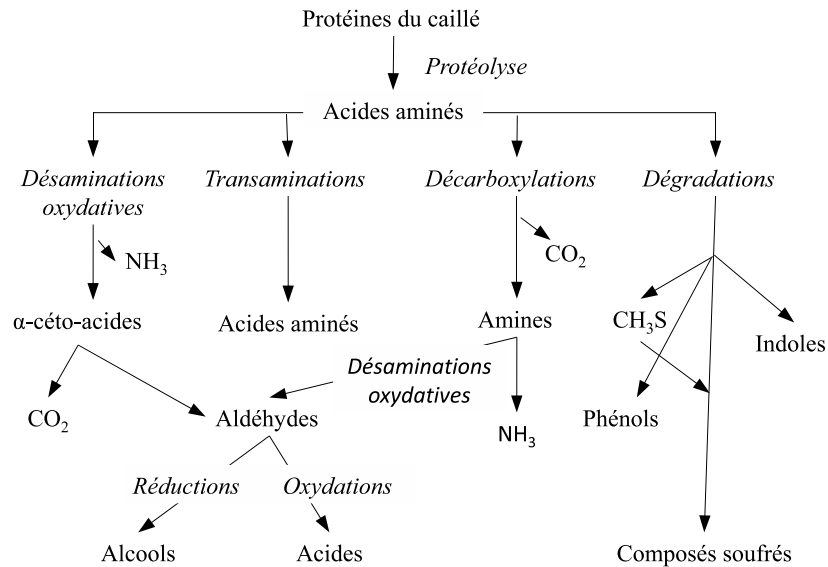 Protéines du caillé
Protéolyse
Acides aminés
Désaminations
oxydatives
Transaminations
Décarboxylations
Dégradations
NH₃
CO₂
α-céto-acides
Acides aminés
Amines
CH₃S
Indoles
Désaminations
oxydatives
CO₂
Aldéhydes
NH₃
Phénols
Réductions
Oxydations
Alcools
Acides
Composés soufrés